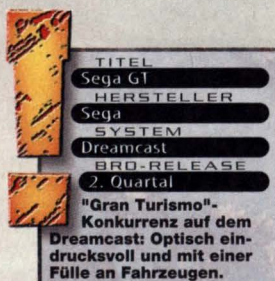 TITEL
Sega GT
HERSTELLER
Sega
SYSTEM
Dreamcast
BRD-RELEASE
2. Quartal
"Gran Turismo"-
Konkurrenz auf dem
Dreamcast: Optisch ein-
drucksvoll und mit einer
Fülle an Fahrzeugen.